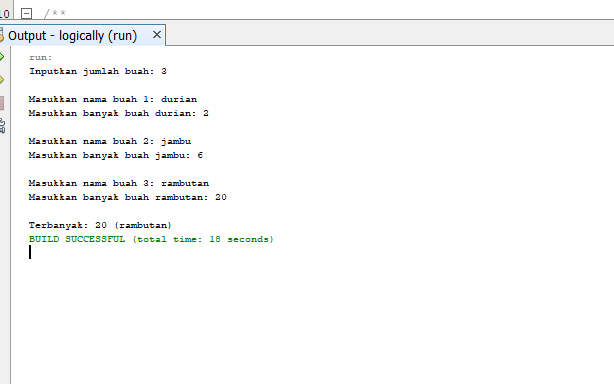 10 /**
Output - logically (run)
run:
Inputkan jumlah buah: 3
Masukkan nama buah 1: durian
Masukkan banyak buah durian: 2
Masukkan nama buah 2: jambu
Masukkan banyak buah jambu: 6
Masukkan nama buah 3: rambutan
Masukkan banyak buah rambutan: 20
Terbanyak: 20 (rambutan)
BUILD SUCCESSFUL (total time: 18 seconds)